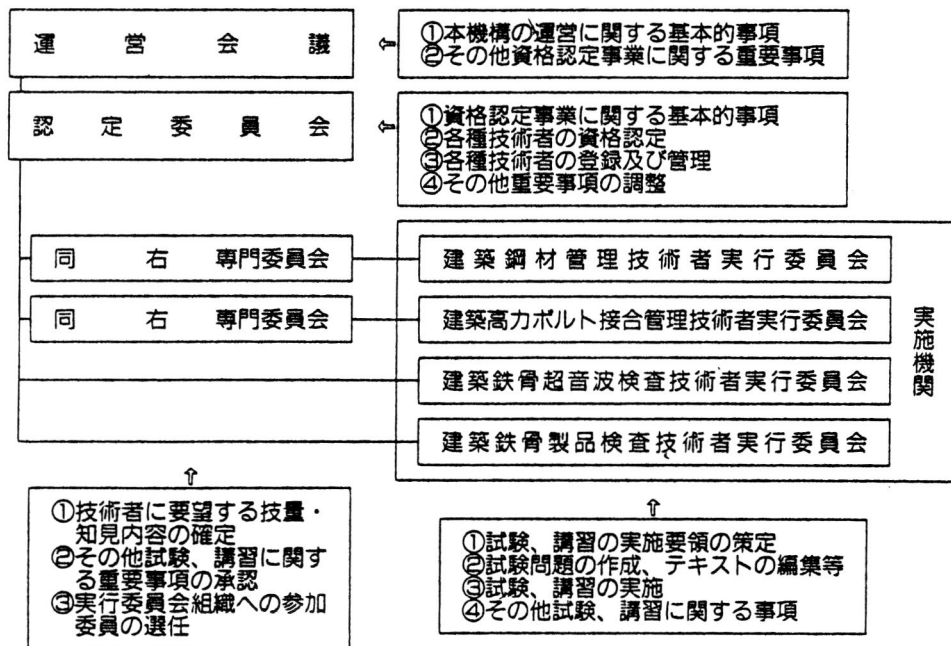 運営会議
①本機構の運営に関する基本的事項
②その他資格認定事業に関する重要事項
認定委員会
①資格認定事業に関する基本的事項
②各種技術者の資格認定
③各種技術者の登録及び管理
④その他重要事項の調整
同右 専門委員会
建築鋼材管理技術者実行委員会
同右 専門委員会
建築高力ボルト接合管理技術者実行委員会
建築鉄骨超音波検査技術者実行委員会
建築鉄骨製品検査技術者実行委員会
実施機関
①技術者に要望する技量・
知見内容の確定
②その他試験、講習に関す
る重要事項の承認
③実行委員会組織への参加
委員の選任
①試験、講習の実施要領の策定
②試験問題の作成、テキストの編集等
③試験、講習の実施
④その他試験、講習に関する事項